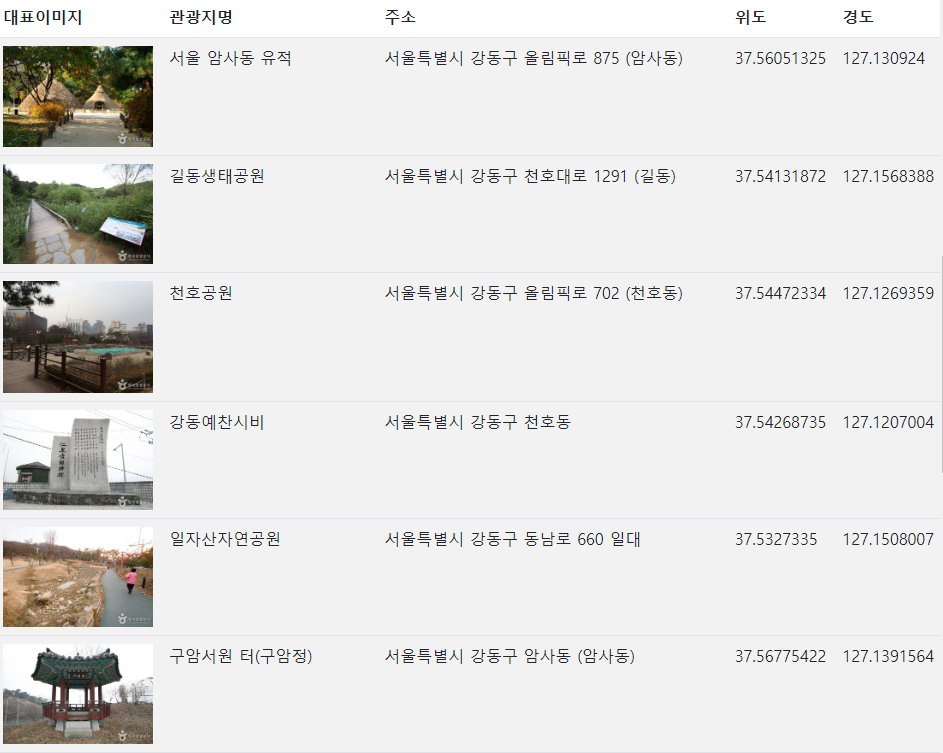 대표이미지 관광지명 주소 위도 경도
서울 암사동 유적 서울특별시 강동구 올림픽로 875 (암사동) 37.56051325 127.130924
길동생태공원 서울특별시 강동구 천호대로 1291 (길동) 37.54131872 127.1568388
천호공원 서울특별시 강동구 올림픽로 702 (천호동) 37.54472334 127.1269359
강동예찬시비 서울특별시 강동구 천호동 37.54268735 127.1207004
일자산자연공원 서울특별시 강동구 동남로 660 일대 37.5327335 127.1508007
구암서원 터(구암정) 서울특별시 강동구 암사동 (암사동) 37.56775422 127.1391564